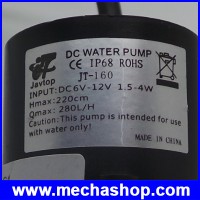 DC WATER PUMP
CE IP68 ROHS
Javtop
JT-160
INPUT:DC6V-12V 1.5-4W
Hmax:220cm
Qmax:280L/H
Caution:This pump is intended for use
with water only!
MADE IN CHINA
www.mechashop.com